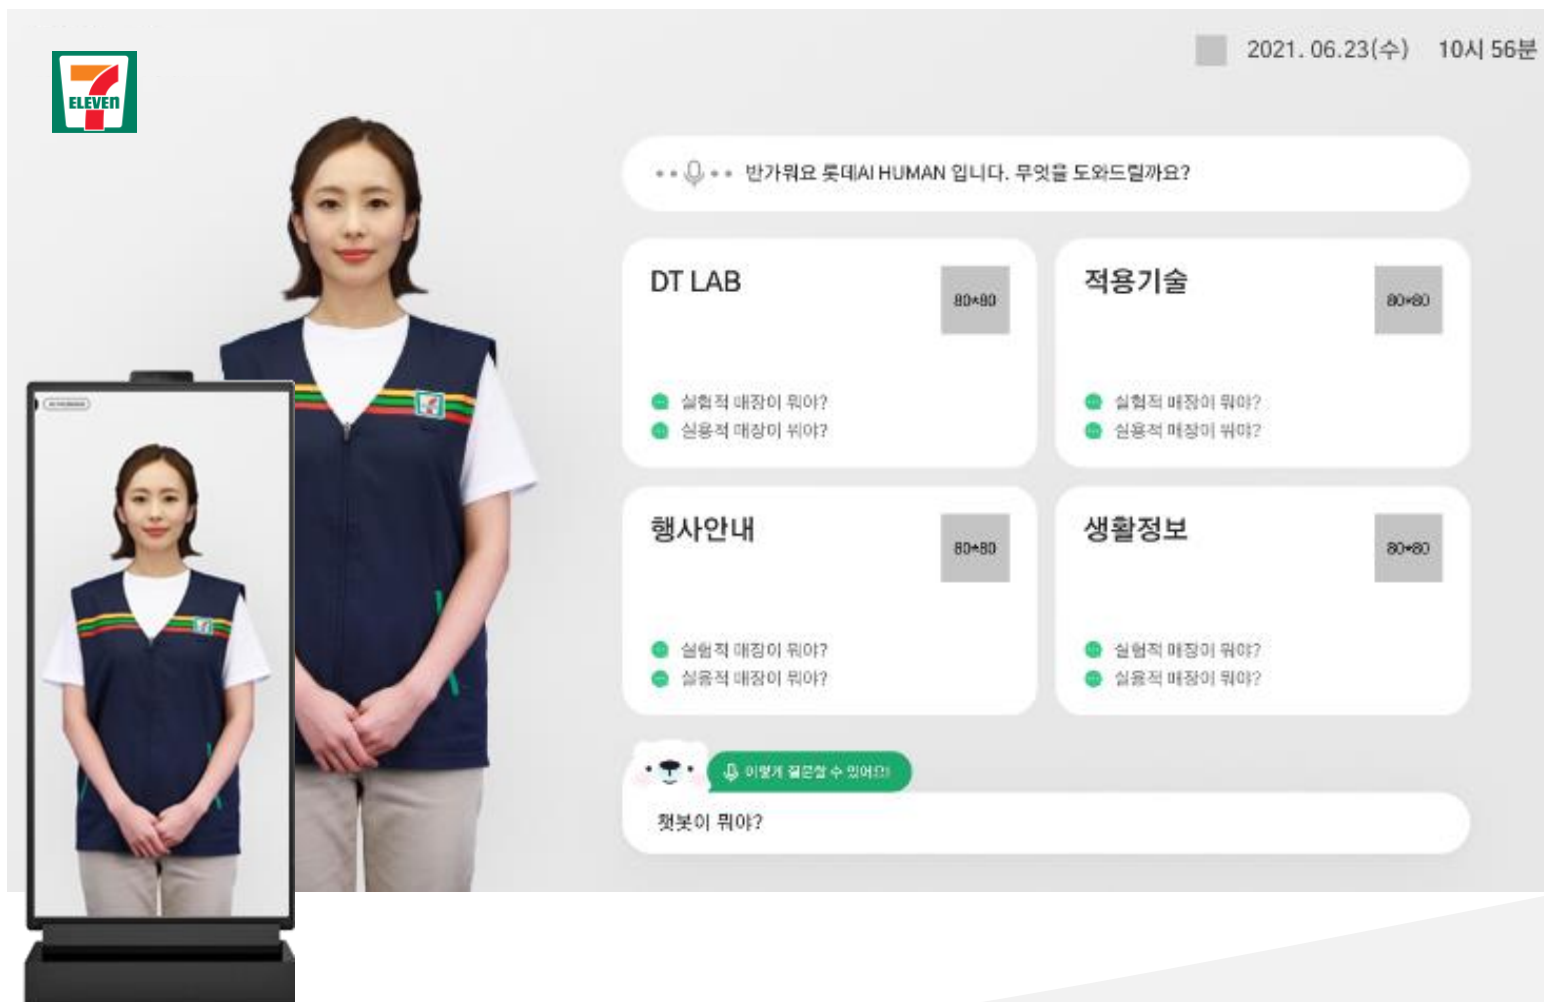 7
ELEVEN
2021. 06.23(수) 10시 56분
반가워요 롯데AI HUMAN 입니다. 무엇을 도와드릴까요?
DT LAB
80*80
실험적 매장이 뭐야?
실용적 매장이 뭐야?
적용기술
80*80
실험적 매장이 뭐야?
실용적 매장이 뭐야?
행사안내
80*80
실험적 매장이 뭐야?
실용적 매장이 뭐야?
생활정보
80*80
실험적 매장이 뭐야?
실용적 매장이 뭐야?
이렇게 질문할 수 있어요!
챗봇이 뭐야?